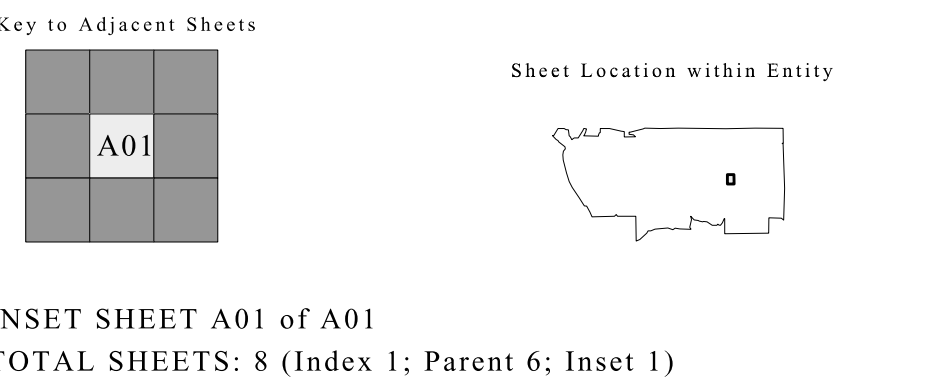 Key to Adjacent Sheets
Sheet Location within Entity
A01
NSET SHEET A01 of A01
TOTAL SHEETS: 8 (Index 1; Parent 6; Inset 1)